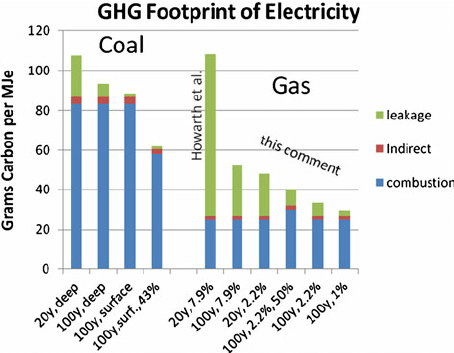 GHG Footprint of Electricity
Grams Carbon per MJe
120
100
80
60
40
20
0
Coal
Howarth et al.
Gas
this comment
leakage
Indirect
combustion
20y, deep
100y, deep
100y, surface
100y,surf.,43%
20y, 7.9%
100y, 7.9%
20y, 2.2%
100y, 2.2%, 50%
100y, 2.2%
100y, 1%